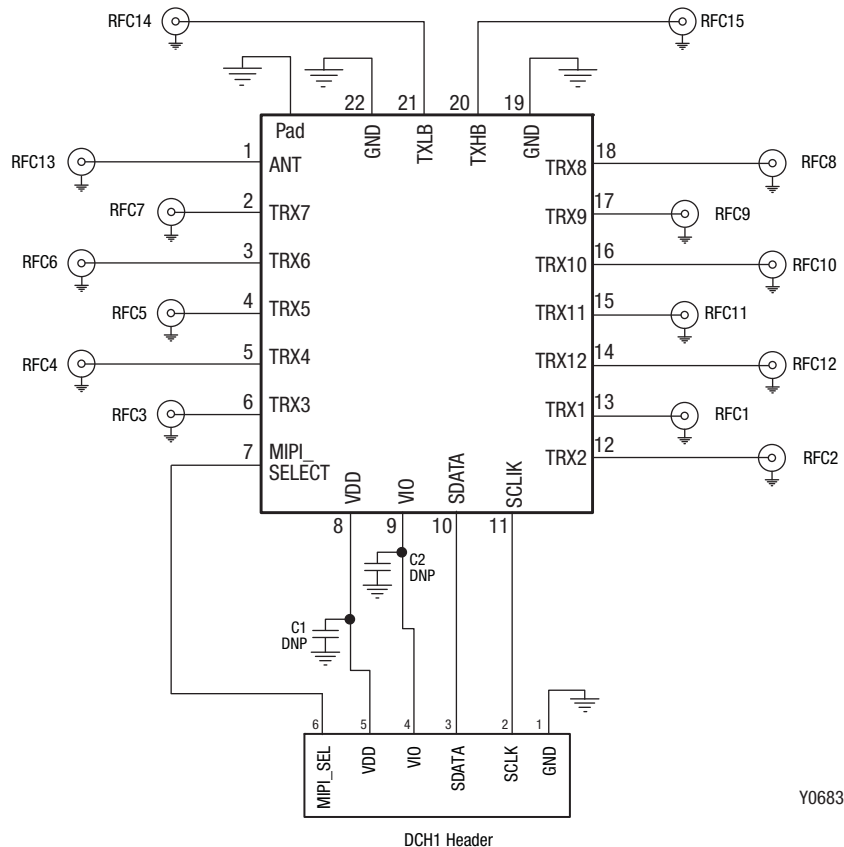 RFC14
RFC15
22
21
20
19
Pad
GND
TXLB
TXHB
GND
RFC13
1
ANT
TRX8
18
RFC8
RFC7
2
TRX7
TRX9
17
RFC9
RFC6
3
TRX6
TRX10
16
RFC10
RFC5
4
TRX5
TRX11
15
RFC11
RFC4
5
TRX4
TRX12
14
RFC12
RFC3
6
TRX3
TRX1
13
RFC1
7
MIPI_
SELECT
TRX2
12
RFC2
VDD
VIO
SDATA
SCLIK
8
9
10
11
C2
DNP
C1
DNP
6
5
4
3
2
1
MIPI_SEL
VDD
VIO
SDATA
SCLK
GND
Y0683
DCH1 Header